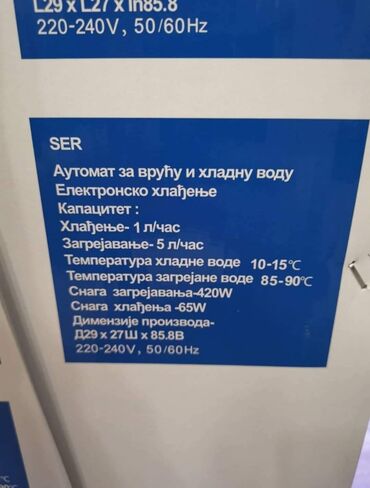 L29 x L27 x In85.8
220-240V, 50/60Hz
SER
Аутомат за врућу и хладну воду
Електронско хлађење
Капацитет :
Хлађење- 1 л/час
Загрејавање- 5 л/час
Температура хладне воде 10-15°C
Температура загрејане воде 85-90°C
Снага загрејавања-420W
Снага хлађења -65W
Димензије производа-
Д29 x 27Ш x 85.8В
220-240V, 50/60Hz